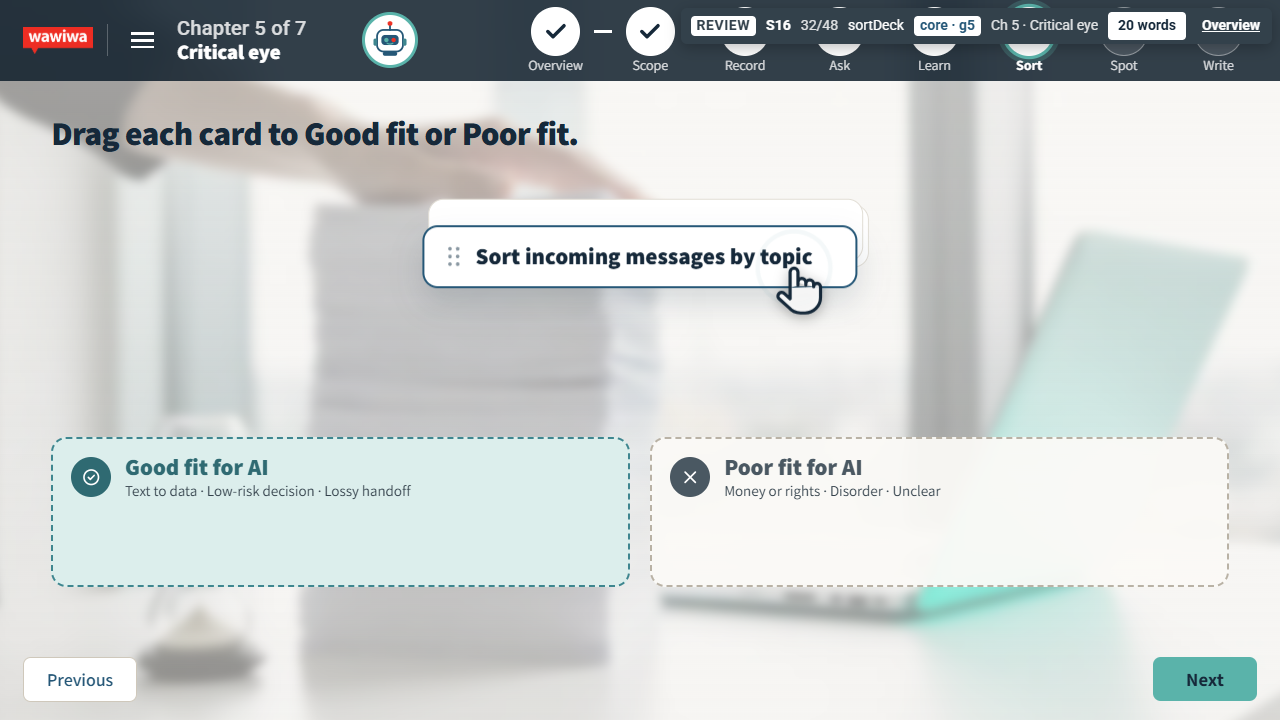 wawiwa
Chapter 5 of 7
Critical eye
REVIEW S16 32/48 sortDeck core · g5 Ch 5 · Critical eye 20 words Overview
Overview
Scope
Record
Ask
Learn
Sort
Spot
Write
Drag each card to Good fit or Poor fit.
Sort incoming messages by topic
Good fit for AI
Text to data · Low-risk decision · Lossy handoff
Poor fit for AI
Money or rights · Disorder · Unclear
Previous
Next